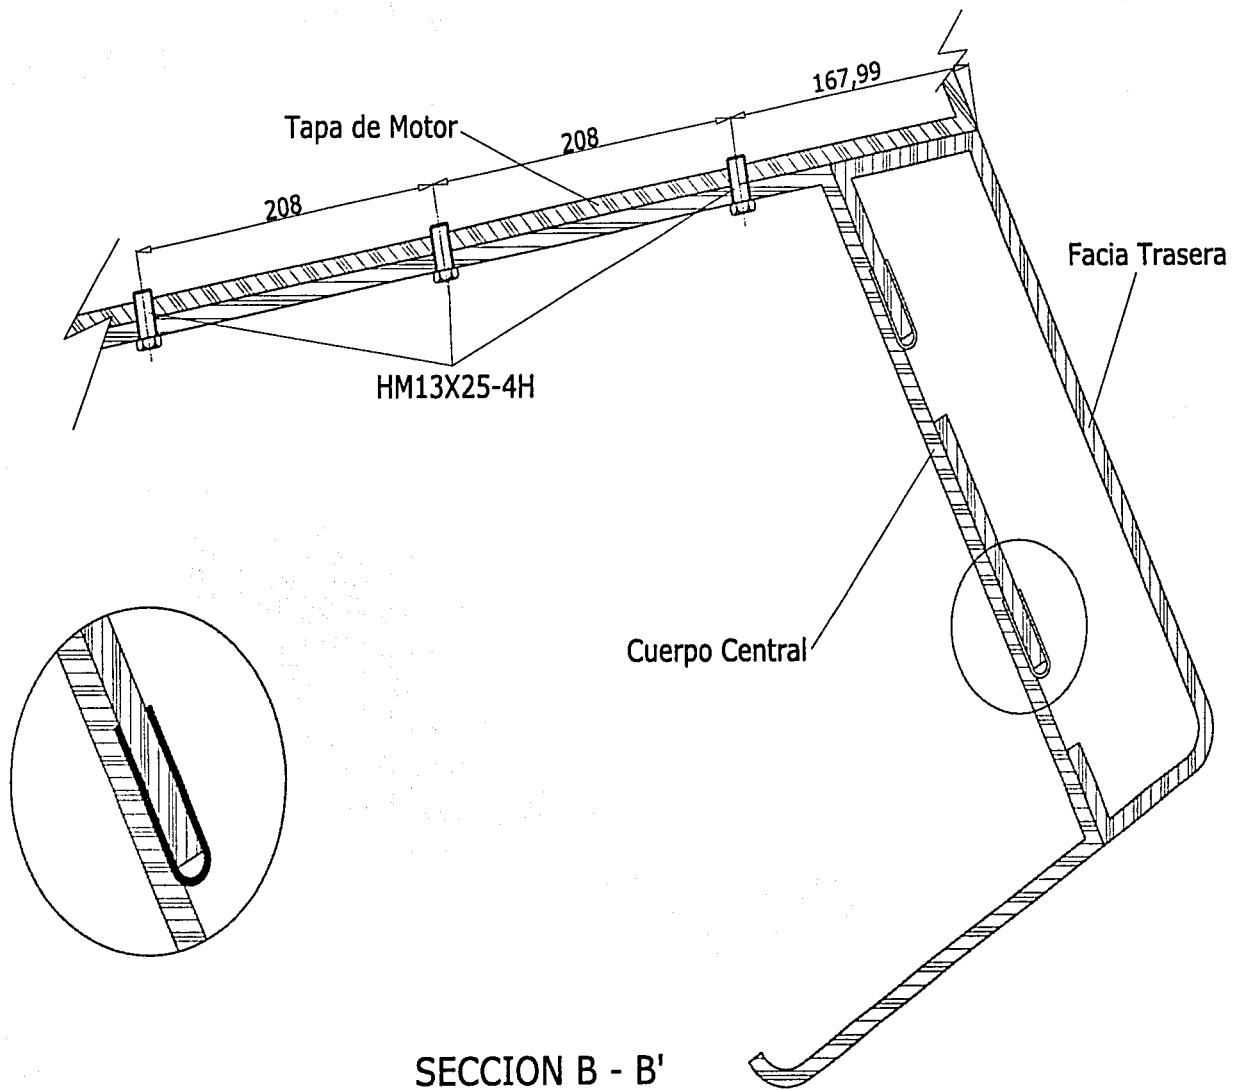 167,99
Tapa de Motor
208
208
Facia Trasera
HM13X25-4H
Cuerpo Central
SECCION B - B'